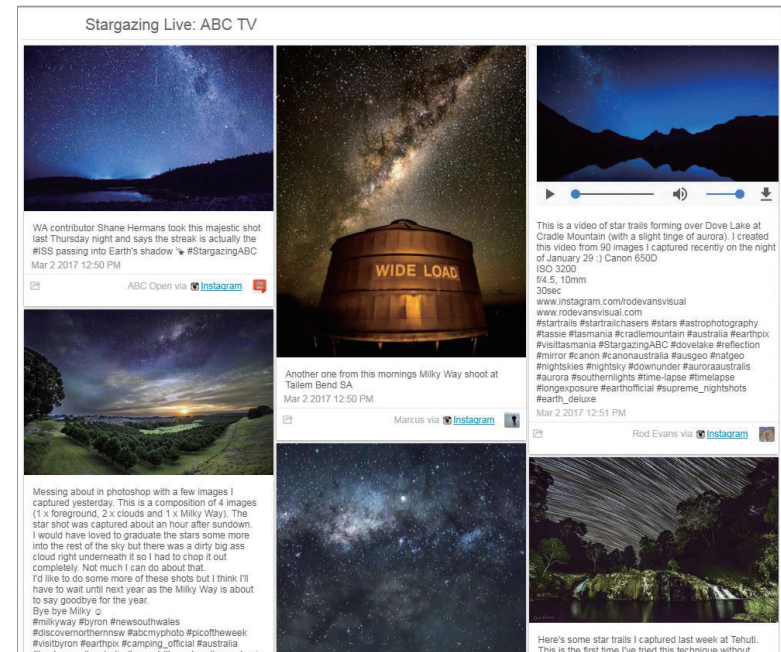 Stargazing Live: ABC TV
WA contributor Shane Hermans took this majestic shot
last Thursday night and says the streak is actually the
#ISS passing into Earth's shadow #StargazingABC
Mar 2 2017 12:50 PM
ABC Open via Instagram
Messing about in photoshop with a few images I
captured yesterday. This is a composition of 4 images
(1 x foreground, 2 x clouds and 1 x Milky Way). The
star shot was captured about an hour after sundown.
I would have loved to graduate the stars some more
into the rest of the sky but there was a dirty big ass
cloud right underneath it so I had to chop it out
completely. Not much I can do about that.
I'd like to do some more of these shots but I think I'll
have to wait until next year as the Milky Way is about
to say goodbye for the year.
Bye bye Milky ☺
#milkyway #byron #newsouthwales
#discovernorthernnsw #abcmyphoto #picoftheweek
#visitbyron #earthpix #camping_official #australia
WIDE LOAD
Another one from this mornings Milky Way shoot at
Tailem Bend SA
Mar 2 2017 12:50 PM
Marcus via Instagram
This is a video of star trails forming over Dove Lake at
Cradle Mountain (with a slight tinge of aurora). I created
this video from 90 images I captured recently on the night
of January 29 :) Canon 650D
ISO 3200
f/4.5, 10mm
30sec
www.instagram.com/rodevansvisual
www.rodevansvisual.com
#startrails #startrailchasers #stars #astrophotography
#tassie #tasmania #cradlemountain #australia #earthpix
#visittasmania #StargazingABC #dovelake #reflection
#mirror #canon #canonaustralia #ausgeo #natgeo
#nightskies #nightsky #downunder #auroraaustralis
#aurora #southernlights #time-lapse #timelapse
#longexposure #earthofficial #supreme_nightshots
#earth_deluxe
Mar 2 2017 12:51 PM
Rod Evans via Instagram
Here's some star trails I captured last week at Tehuti.
This is the first time I've tried this technique without